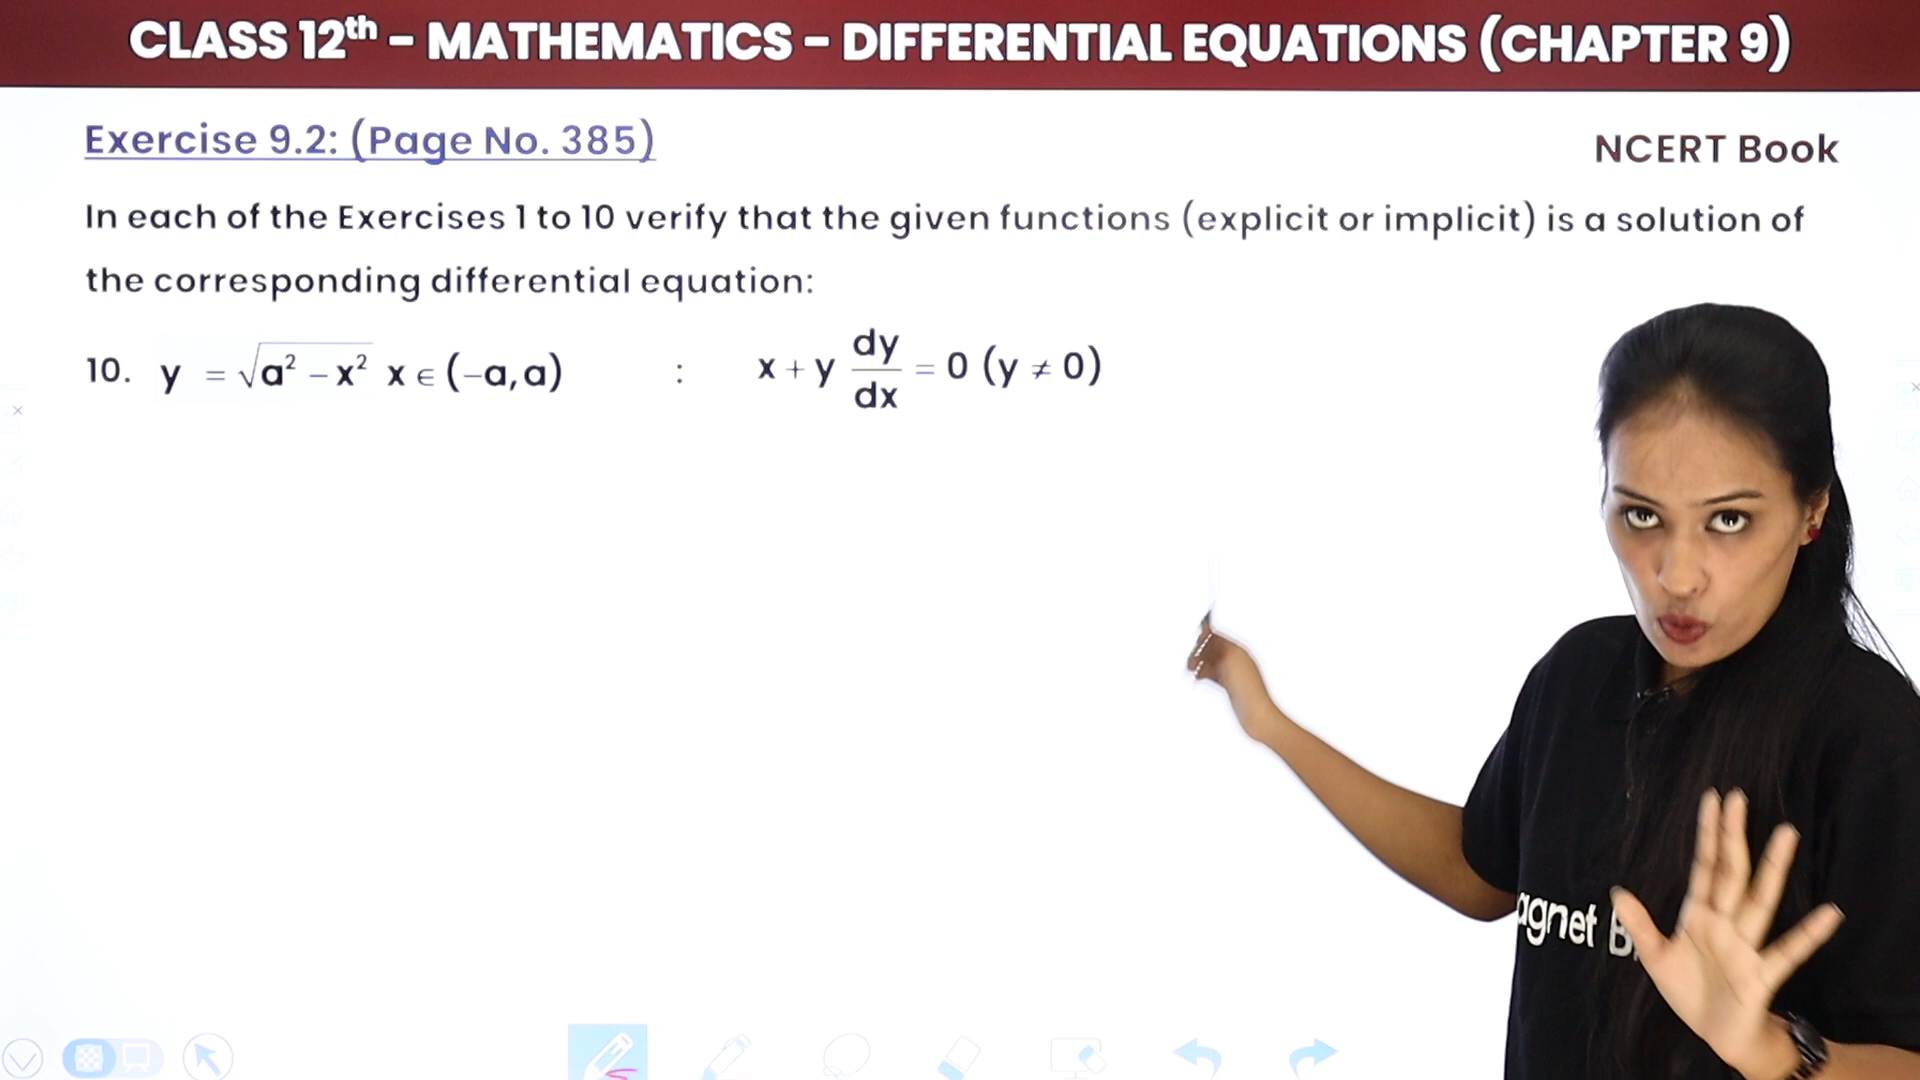 CLASS 12th - MATHEMATICS - DIFFERENTIAL EQUATIONS (CHAPTER 9)
Exercise 9.2: (Page No. 385)
NCERT Book
In each of the Exercises 1 to 10 verify that the given functions (explicit or implicit) is a solution of
the corresponding differential equation:
10. y = √a² – x² x ∈ (–a, a) : x + y dy/dx = 0 (y ≠ 0)
agnet B